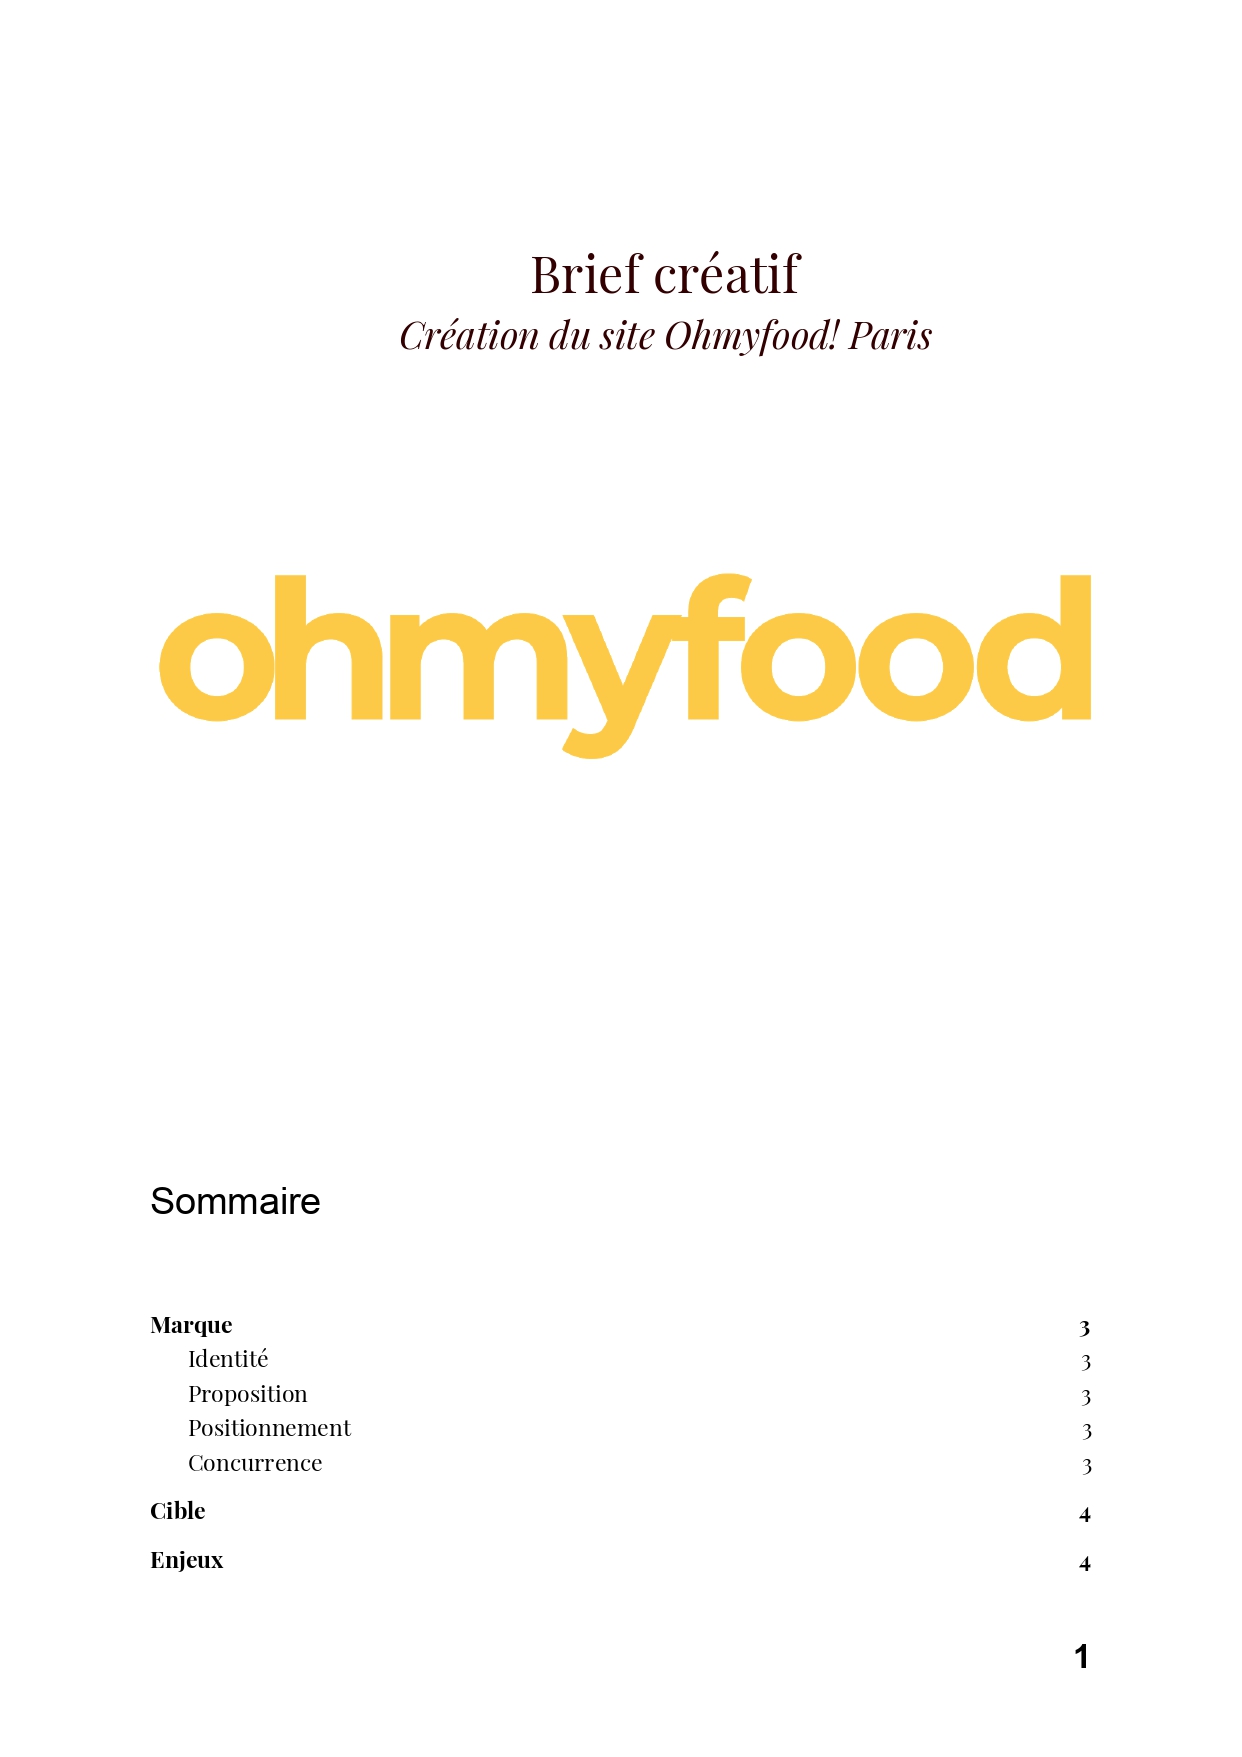 Brief créatif
Création du site Ohmyfood! Paris
ohmyfood
Sommaire
Marque 3
Identité 3
Proposition 3
Positionnement 3
Concurrence 3
Cible 4
Enjeux 4
1